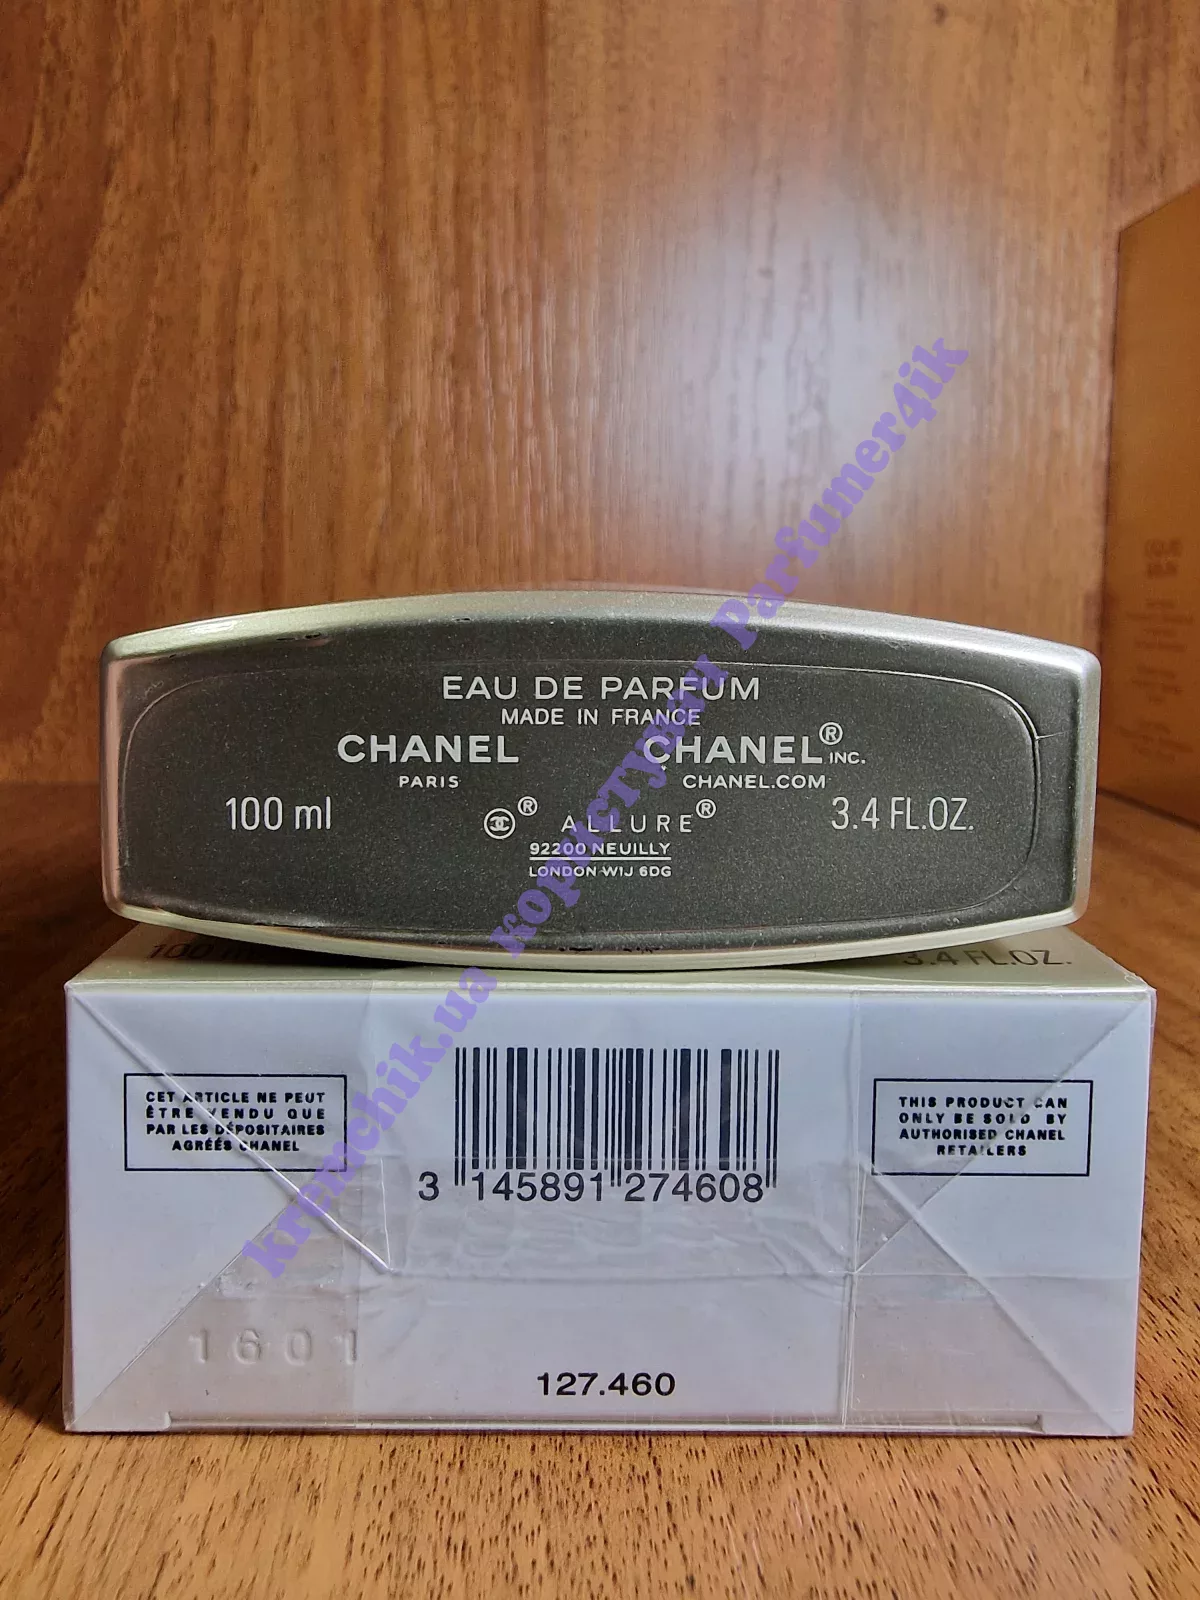 EAU DE PARFUM
MADE IN FRANCE
CHANEL
PARIS
CHANEL® INC.
CHANEL.COM
100 ml
® ALLURE®
3.4 FL.OZ.
92200 NEUILLY
LONDON W1J 6DG
100 ml
3.4 FL.OZ.
CET ARTICLE NE PEUT
ÊTRE VENDU QUE
PAR LES DÉPOSITAIRES
AGRÉÉS CHANEL
THIS PRODUCT CAN
ONLY BE SOLD BY
AUTHORISED CHANEL
RETAILERS
3 145891 274608
1601
127.460
kremchik.ua користувач Parfumer4ik